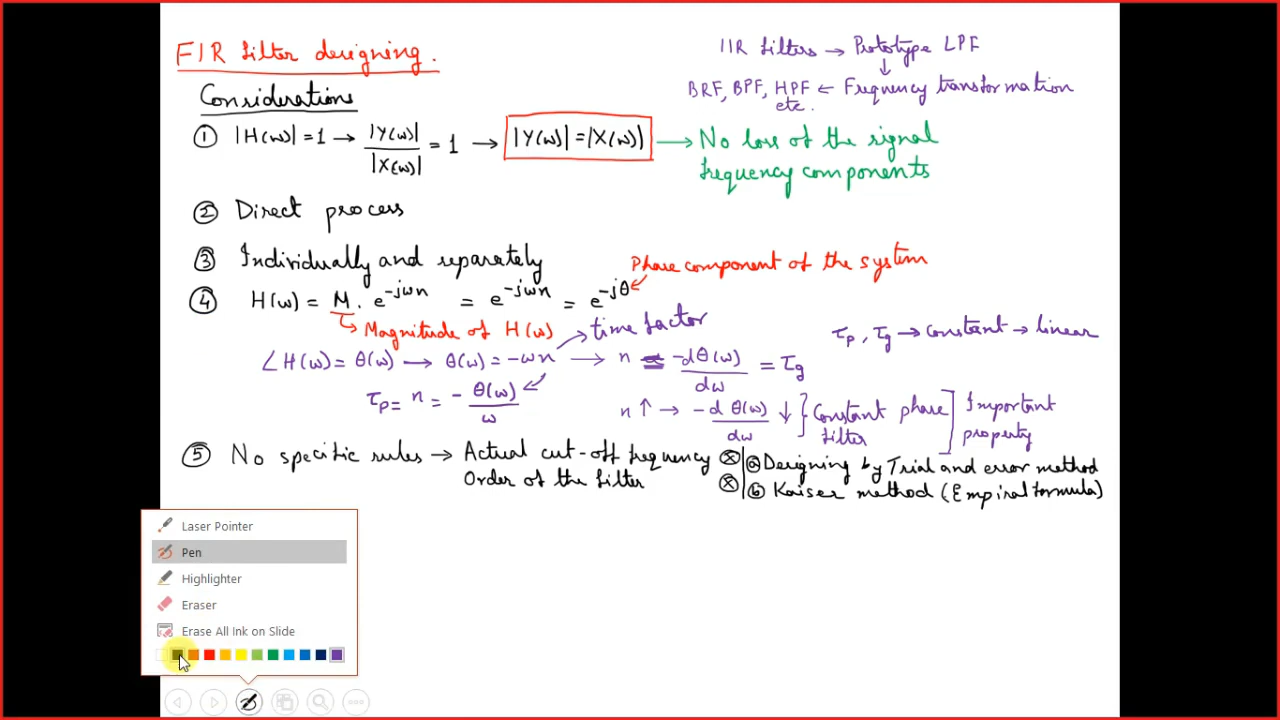 FIR filter designing.
IIR filters → Prototype LPF
↓
BRF, BPF, HPF ← Frequency transformation
etc.
Considerations
① |H(ω)| = 1 → |Y(ω)| / |X(ω)| = 1 → |Y(ω)| = |X(ω)| → No loss of the signal
frequency components
② Direct process
③ Individually and separately
Phase component of the system
④ H(ω) = M. e^-jωn = e^-jωn = e^-jθ
Magnitude of H(ω)
time factor
τp, τg → constant → linear
∠H(ω) = θ(ω) → θ(ω) = -ωn → n = -dθ(ω) / dω = τg
τp = n = -θ(ω) / ω
n ↑ → -d θ(ω) / dω ↓ } Constant phase filter ] Important property
⑤ No specific rules → Actual cut-off frequency ⓧ ⓐ Designing by Trial and error method
Order of the filter ⓧ ⓑ Kaiser method (Empiral formula)
Laser Pointer
Pen
Highlighter
Eraser
Erase All Ink on Slide